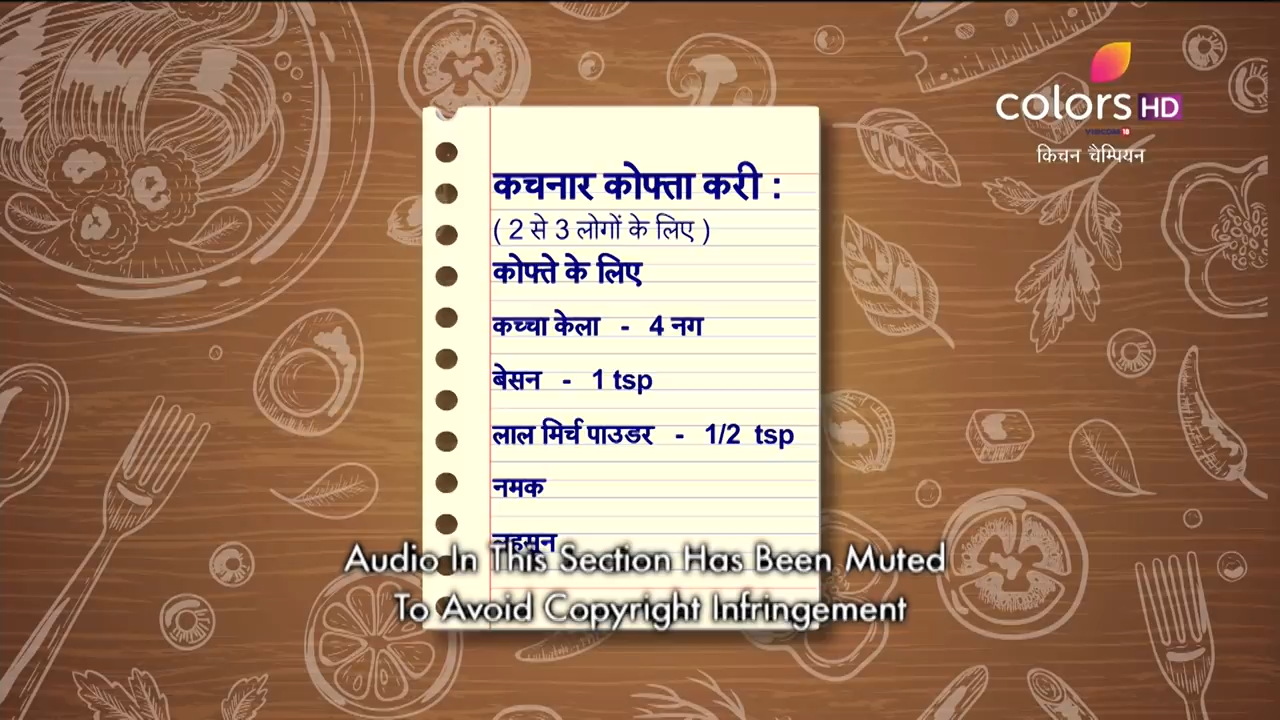 colors HD
VIACOM 18
किचन चैम्पियन
कचनार कोफ्ता करी :
( 2 से 3 लोगों के लिए )
कोफ्ते के लिए
कच्चा केला - 4 नग
बेसन - 1 tsp
लाल मिर्च पाउडर - 1/2 tsp
नमक
लहसुन
Audio In This Section Has Been Muted
To Avoid Copyright Infringement